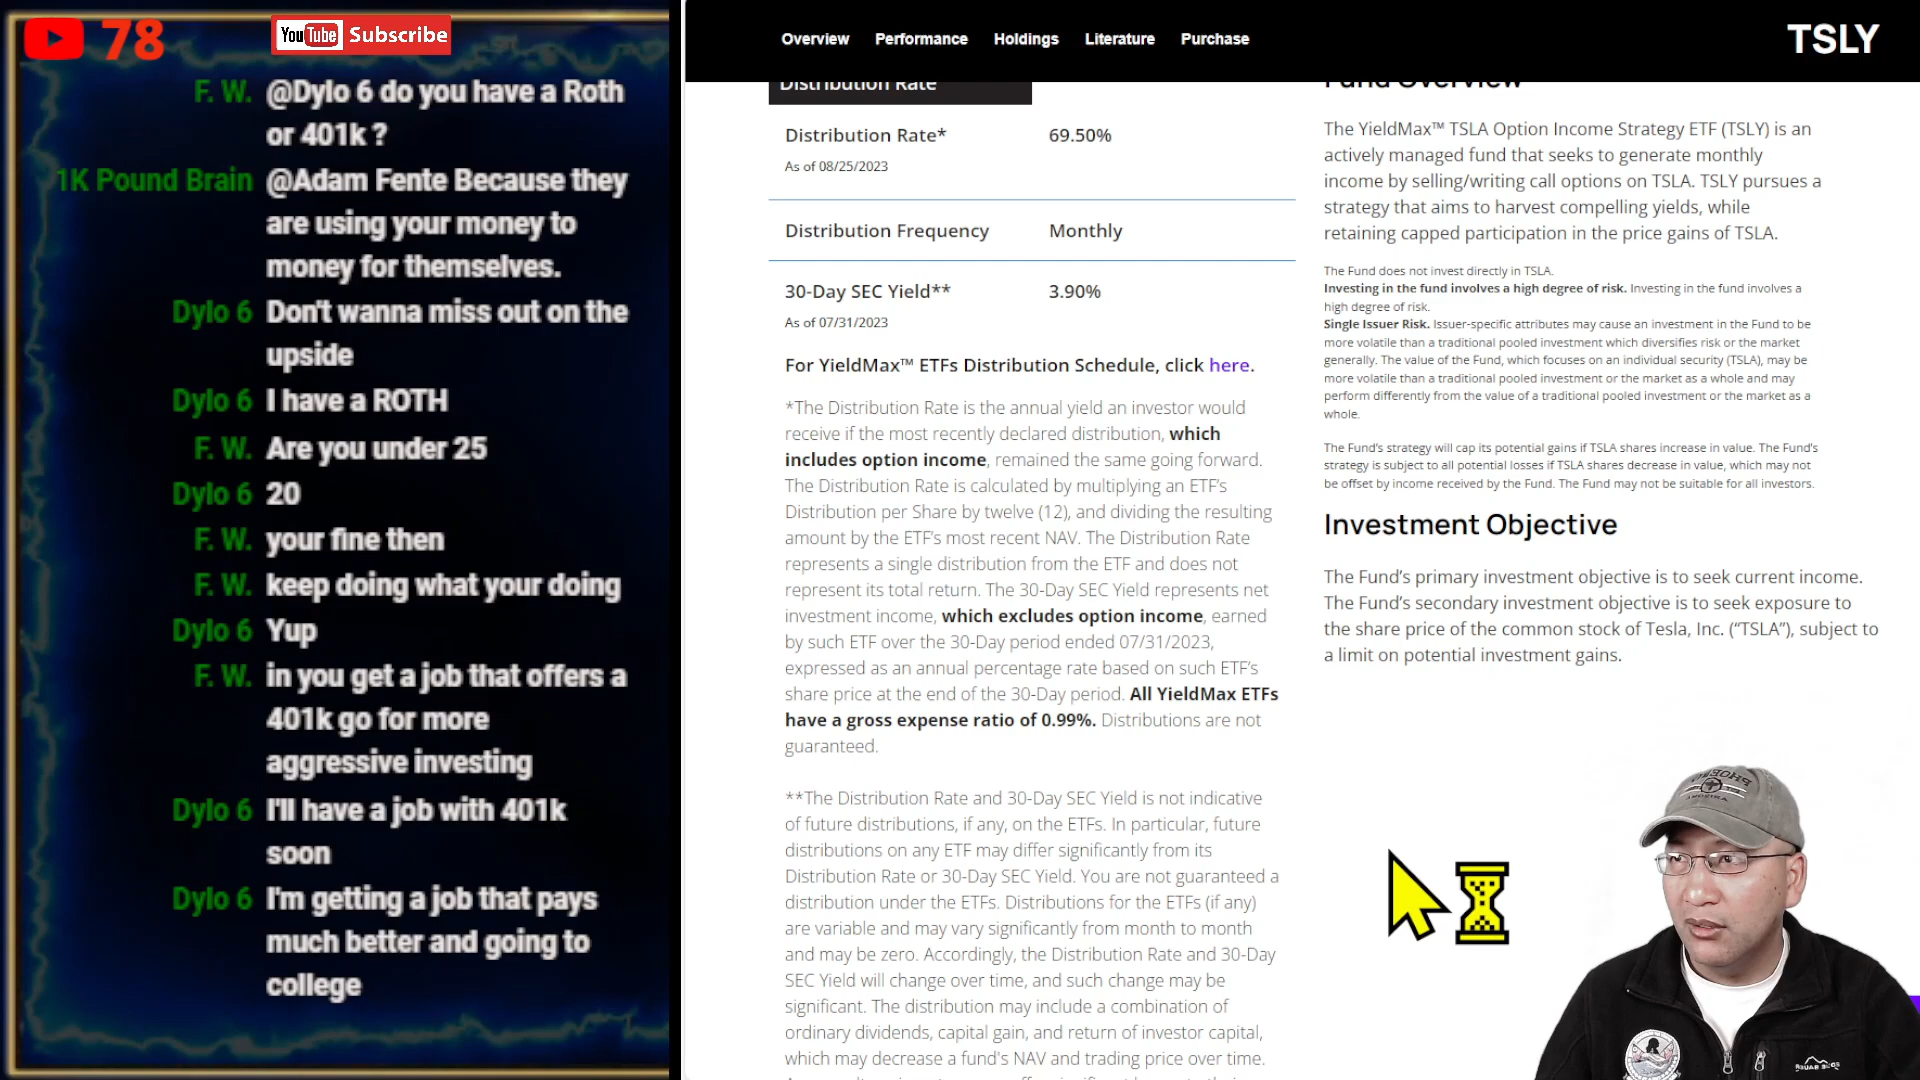 78
YouTube Subscribe
F. W. @Dylo 6 do you have a Roth
or 401k ?
1K Pound Brain @Adam Fente Because they
are using your money to
money for themselves.
Dylo 6 Don't wanna miss out on the
upside
Dylo 6 I have a ROTH
F. W. Are you under 25
Dylo 6 20
F. W. your fine then
F. W. keep doing what your doing
Dylo 6 Yup
F. W. in you get a job that offers a
401k go for more
aggressive investing
Dylo 6 I'll have a job with 401k
soon
Dylo 6 I'm getting a job that pays
much better and going to
college
Overview Performance Holdings Literature Purchase
TSLY
Distribution Rate
Distribution Rate* 69.50%
As of 08/25/2023
Distribution Frequency Monthly
30-Day SEC Yield** 3.90%
As of 07/31/2023
For YieldMax™ ETFs Distribution Schedule, click here.
*The Distribution Rate is the annual yield an investor would
receive if the most recently declared distribution, which
includes option income, remained the same going forward.
The Distribution Rate is calculated by multiplying an ETF's
Distribution per Share by twelve (12), and dividing the resulting
amount by the ETF's most recent NAV. The Distribution Rate
represents a single distribution from the ETF and does not
represent its total return. The 30-Day SEC Yield represents net
investment income, which excludes option income, earned
by such ETF over the 30-Day period ended 07/31/2023,
expressed as an annual percentage rate based on such ETF's
share price at the end of the 30-Day period. All YieldMax ETFs
have a gross expense ratio of 0.99%. Distributions are not
guaranteed.
**The Distribution Rate and 30-Day SEC Yield is not indicative
of future distributions, if any, on the ETFs. In particular, future
distributions on any ETF may differ significantly from its
Distribution Rate or 30-Day SEC Yield. You are not guaranteed a
distribution under the ETFs. Distributions for the ETFs (if any)
are variable and may vary significantly from month to month
and may be zero. Accordingly, the Distribution Rate and 30-Day
SEC Yield will change over time, and such change may be
significant. The distribution may include a combination of
ordinary dividends, capital gain, and return of investor capital,
which may decrease a fund's NAV and trading price over time.
Fund Overview
The YieldMax™ TSLA Option Income Strategy ETF (TSLY) is an
actively managed fund that seeks to generate monthly
income by selling/writing call options on TSLA. TSLY pursues a
strategy that aims to harvest compelling yields, while
retaining capped participation in the price gains of TSLA.
The Fund does not invest directly in TSLA.
Investing in the fund involves a high degree of risk. Investing in the fund involves a
high degree of risk.
Single Issuer Risk. Issuer-specific attributes may cause an investment in the Fund to be
more volatile than a traditional pooled investment which diversifies risk or the market
generally. The value of the Fund, which focuses on an individual security (TSLA), may be
more volatile than a traditional pooled investment or the market as a whole and may
perform differently from the value of a traditional pooled investment or the market as a
whole.
The Fund's strategy will cap its potential gains if TSLA shares increase in value. The Fund's
strategy is subject to all potential losses if TSLA shares decrease in value, which may not
be offset by income received by the Fund. The Fund may not be suitable for all investors.
Investment Objective
The Fund's primary investment objective is to seek current income.
The Fund's secondary investment objective is to seek exposure to
the share price of the common stock of Tesla, Inc. (“TSLA”), subject to
a limit on potential investment gains.